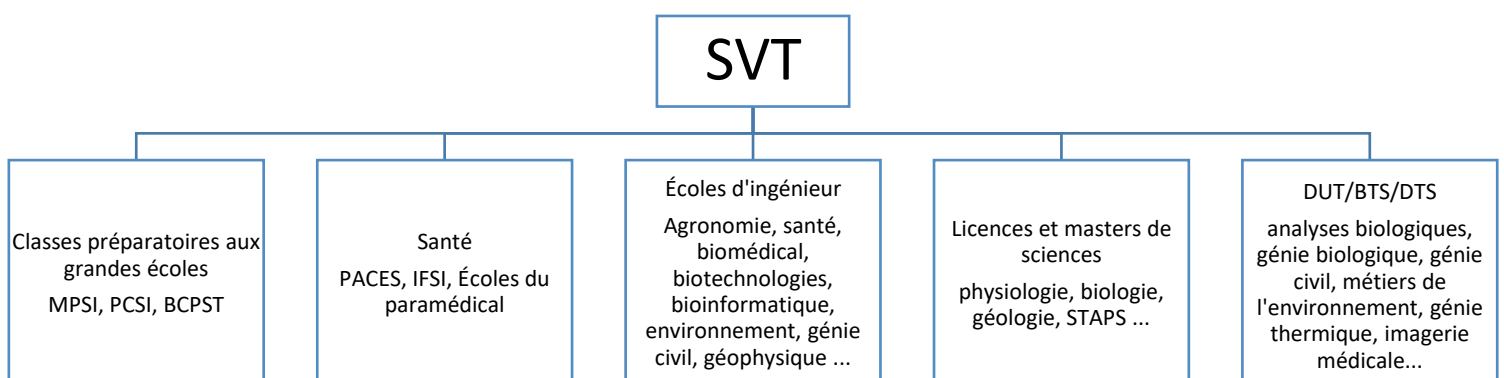 SVT
Classes préparatoires aux
grandes écoles
MPSI, PCSI, BCPST
Santé
PACES, IFSI, Écoles du
paramédical
Écoles d'ingénieur
Agronomie, santé,
biomédical,
biotechnologies,
bioinformatique,
environnement, génie
civil, géophysique ...
Licences et masters de
sciences
physiologie, biologie,
géologie, STAPS ...
DUT/BTS/DTS
analyses biologiques,
génie biologique, génie
civil, métiers de
l'environnement, génie
thermique, imagerie
médicale...